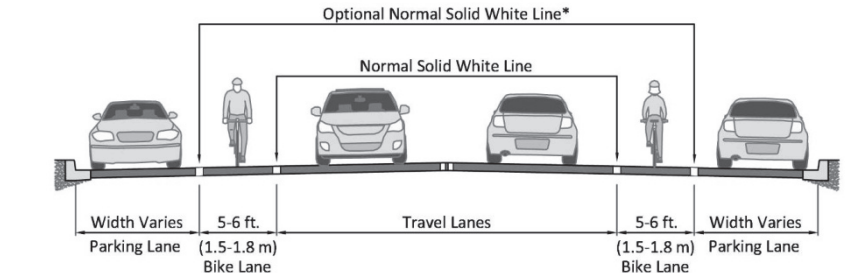 Optional Normal Solid White Line*
Normal Solid White Line
Width Varies
Parking Lane
5-6 ft.
(1.5-1.8 m)
Bike Lane
Travel Lanes
5-6 ft.
(1.5-1.8 m)
Bike Lane
Width Varies
Parking Lane